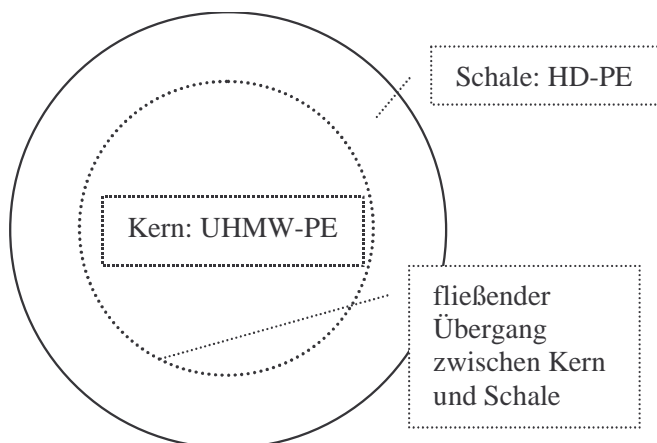 Schale: HD-PE
Kern: UHMW-PE
fließender
Übergang
zwischen Kern
und Schale